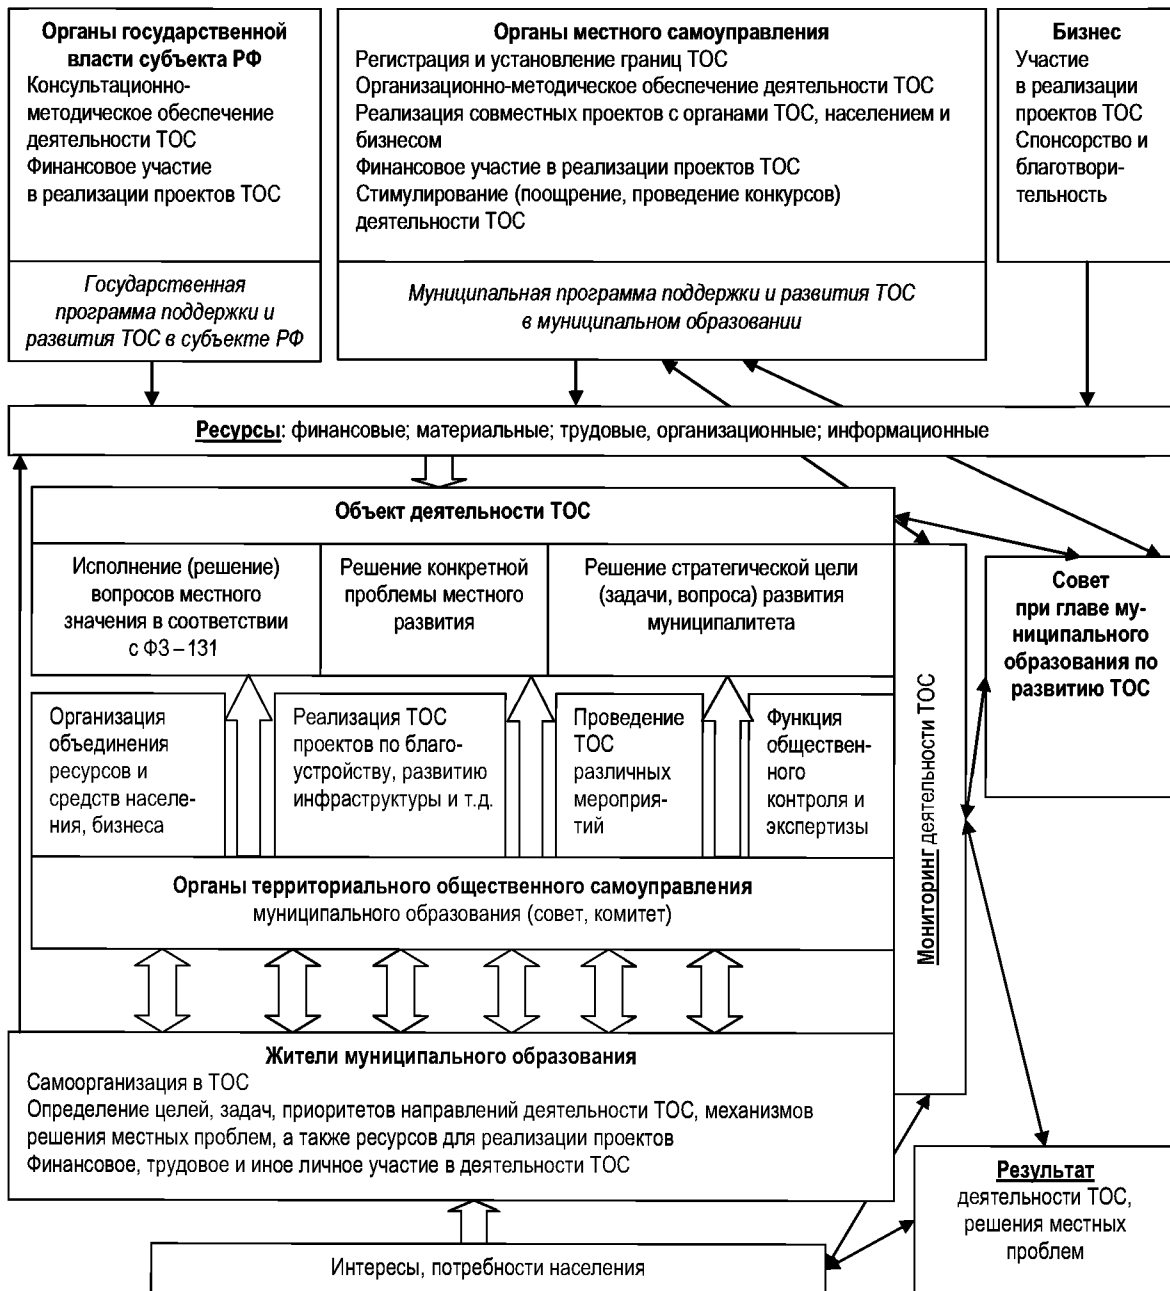 Органы государственной
власти субъекта РФ
Консультационно-
методическое обеспечение
деятельности ТОС
Финансовое участие
в реализации проектов ТОС
Государственная
программа поддержки и
развития ТОС в субъекте РФ
Органы местного самоуправления
Регистрация и установление границ ТОС
Организационно-методическое обеспечение деятельности ТОС
Реализация совместных проектов с органами ТОС, населением и
бизнесом
Финансовое участие в реализации проектов ТОС
Стимулирование (поощрение, проведение конкурсов)
деятельности ТОС
Муниципальная программа поддержки и развития ТОС
в муниципальном образовании
Бизнес
Участие
в реализации
проектов ТОС
Спонсорство и
благотвори-
тельность
Ресурсы: финансовые; материальные; трудовые, организационные; информационные
Объект деятельности ТОС
Исполнение (решение)
вопросов местного
значения в соответствии
с ФЗ – 131
Решение конкретной
проблемы местного
развития
Решение стратегической цели
(задачи, вопроса) развития
муниципалитета
Организация
объединения
ресурсов и
средств населе-
ния, бизнеса
Реализация ТОС
проектов по благо-
устройству, развитию
инфраструктуры и т.д.
Проведение
ТОС
различных
мероприя-
тий
Функция
обществен-
ного
контроля и
экспертизы
Органы территориального общественного самоуправления
муниципального образования (совет, комитет)
Мониторинг деятельности ТОС
Совет
при главе му-
ниципального
образования по
развитию ТОС
Жители муниципального образования
Самоорганизация в ТОС
Определение целей, задач, приоритетов направлений деятельности ТОС, механизмов
решения местных проблем, а также ресурсов для реализации проектов
Финансовое, трудовое и иное личное участие в деятельности ТОС
Результат
деятельности ТОС,
решения местных
проблем
Интересы, потребности населения